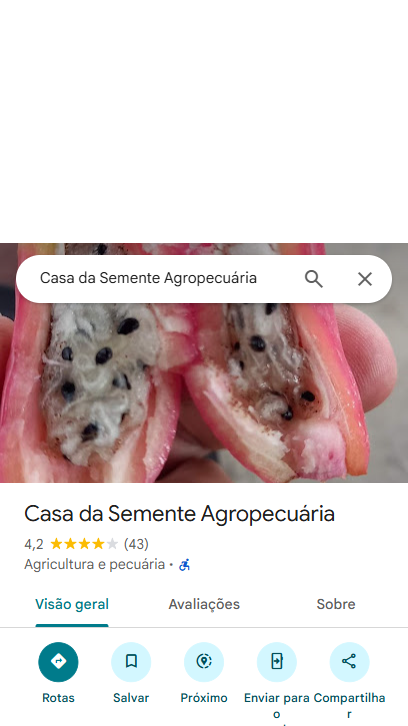 Casa da Semente Agropecuária
Casa da Semente Agropecuária
4,2 (43)
Agricultura e pecuária •
Visão geral Avaliações Sobre
Rotas Salvar Próximo Enviar para Compartilha
o r